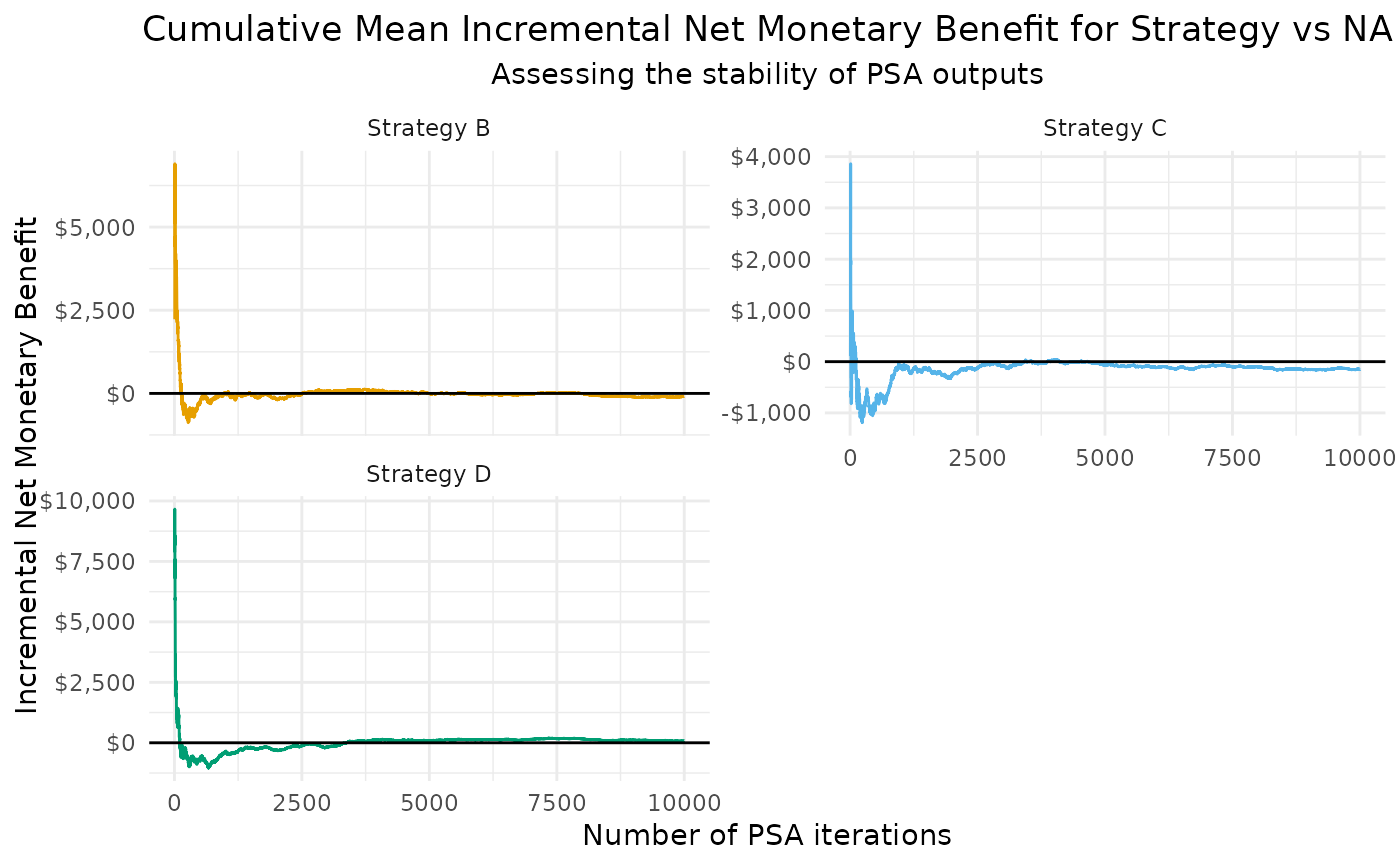 Cumulative Mean Incremental Net Monetary Benefit for Strategy vs NA
Assessing the stability of PSA outputs
Incremental Net Monetary Benefit
Strategy B
$5,000
$2,500
$0
Strategy C
$4,000
$3,000
$2,000
$1,000
$0
-$1,000
0 2500 5000 7500 10000
Strategy D
$10,000
$7,500
$5,000
$2,500
$0
0 2500 5000 7500 10000
Number of PSA iterations